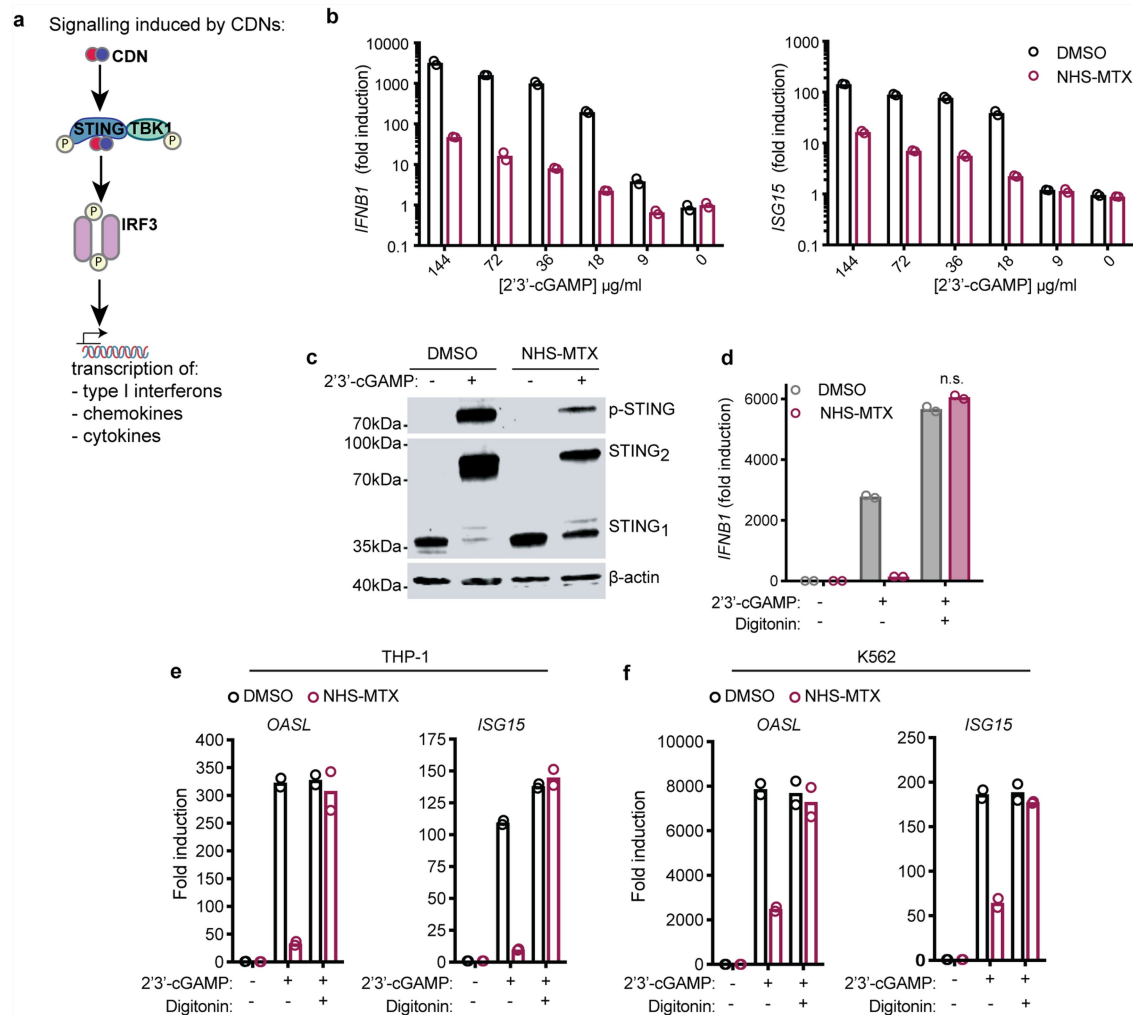 a
Signalling induced by CDNs:
CDN
STING TBK1
P
P
P
IRF3
P
transcription of:
- type I interferons
- chemokines
- cytokines
b
IFNB1 (fold induction)
10000
1000
100
10
1
0.1
144 72 36 18 9 0
[2'3'-cGAMP] µg/ml
ISG15 (fold induction)
1000
100
10
1
0.1
144 72 36 18 9 0
[2'3'-cGAMP] µg/ml
DMSO
NHS-MTX
c
DMSO NHS-MTX
2'3'-cGAMP: - + - +
70kDa
p-STING
100kDa
STING2
70kDa
STING1
35kDa
40kDa
β-actin
d
DMSO
NHS-MTX
n.s.
IFNB1 (fold induction)
6000
4000
2000
0
2'3'-cGAMP: - + +
Digitonin: - - +
THP-1
e
DMSO NHS-MTX
OASL
Fold induction
400
350
300
250
200
150
100
50
0
2'3'-cGAMP: - + +
Digitonin: - - +
ISG15
175
150
125
100
75
50
25
0
- + +
- - +
K562
f
DMSO NHS-MTX
OASL
Fold induction
10000
8000
6000
4000
2000
0
2'3'-cGAMP: - + +
Digitonin: - - +
ISG15
250
200
150
100
50
0
2'3'-cGAMP: - + +
Digitonin: - - +